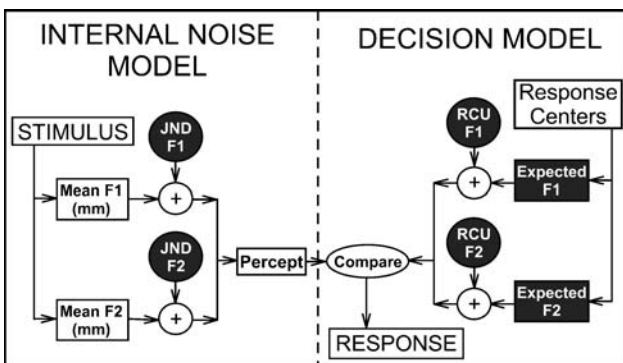 INTERNAL NOISE
MODEL
STIMULUS
JND
F1
Mean F1
(mm)
+
JND
F2
Mean F2
(mm)
+
Percept
DECISION MODEL
Response
Centers
RCU
F1
+
Expected
F1
RCU
F2
+
Expected
F2
Compare
RESPONSE